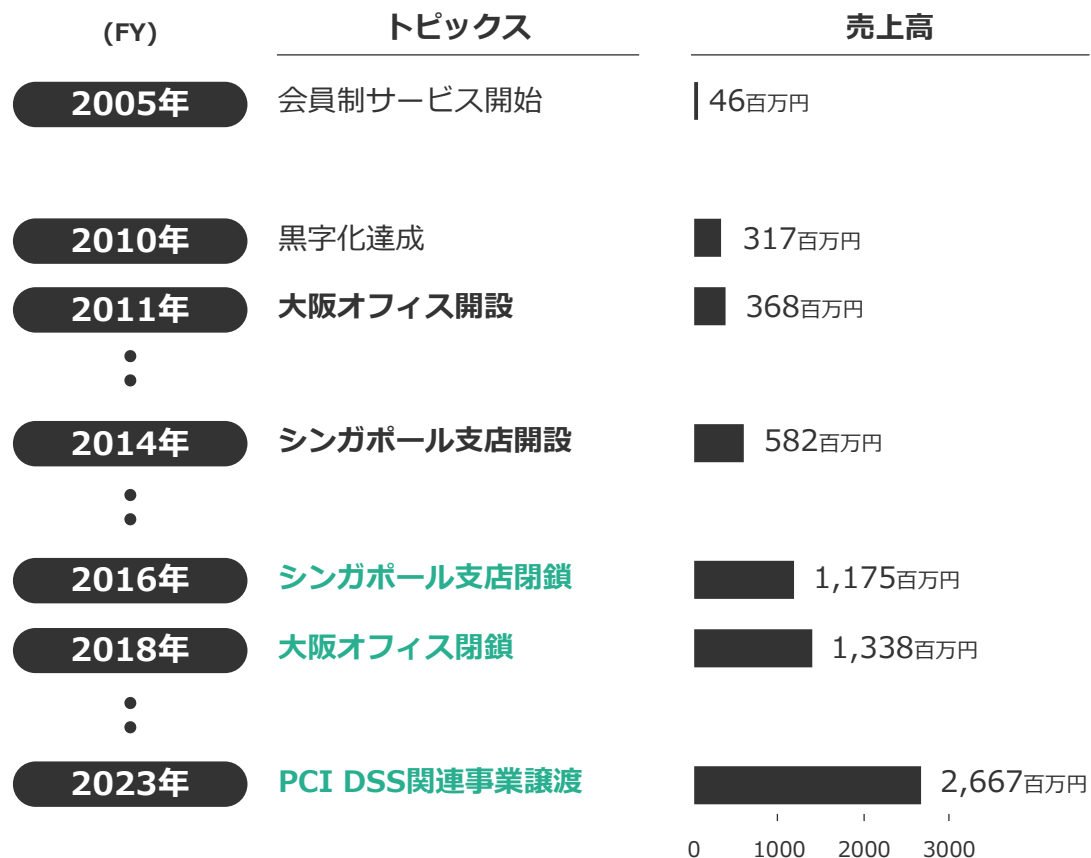 (FY) トピックス 売上高
2005年 会員制サービス開始 46百万円
2010年 黒字化達成 317百万円
2011年 大阪オフィス開設 368百万円
2014年 シンガポール支店開設 582百万円
2016年 シンガポール支店閉鎖 1,175百万円
2018年 大阪オフィス閉鎖 1,338百万円
2023年 PCI DSS関連事業譲渡 2,667百万円
0 1000 2000 3000